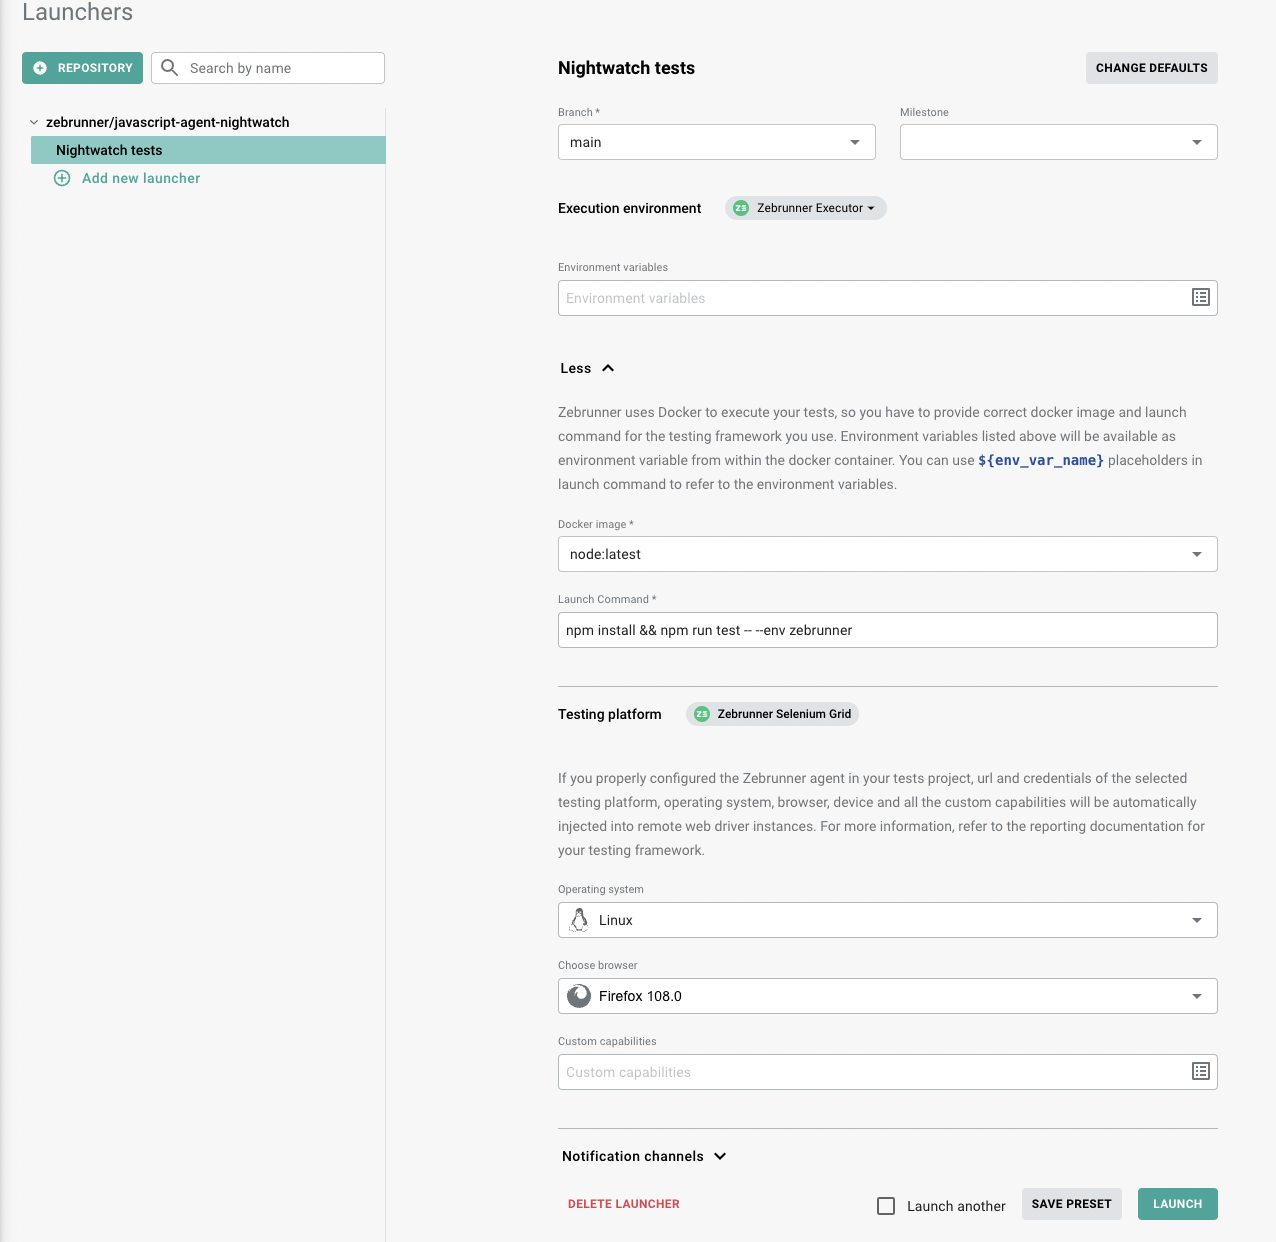 Launchers
REPOSITORY
Search by name
zebrunner/javascript-agent-nightwatch
Nightwatch tests
Add new launcher
Nightwatch tests
CHANGE DEFAULTS
Branch *
Milestone
main
Execution environment
Zebrunner Executor
Environment variables
Environment variables
Less
Zebrunner uses Docker to execute your tests, so you have to provide correct docker image and launch
command for the testing framework you use. Environment variables listed above will be available as
environment variable from within the docker container. You can use ${env_var_name} placeholders in
launch command to refer to the environment variables.
Docker image *
node:latest
Launch Command *
npm install && npm run test -- --env zebrunner
Testing platform
Zebrunner Selenium Grid
If you properly configured the Zebrunner agent in your tests project, url and credentials of the selected
testing platform, operating system, browser, device and all the custom capabilities will be automatically
injected into remote web driver instances. For more information, refer to the reporting documentation for
your testing framework.
Operating system
Linux
Choose browser
Firefox 108.0
Custom capabilities
Custom capabilities
Notification channels
DELETE LAUNCHER
Launch another
SAVE PRESET
LAUNCH